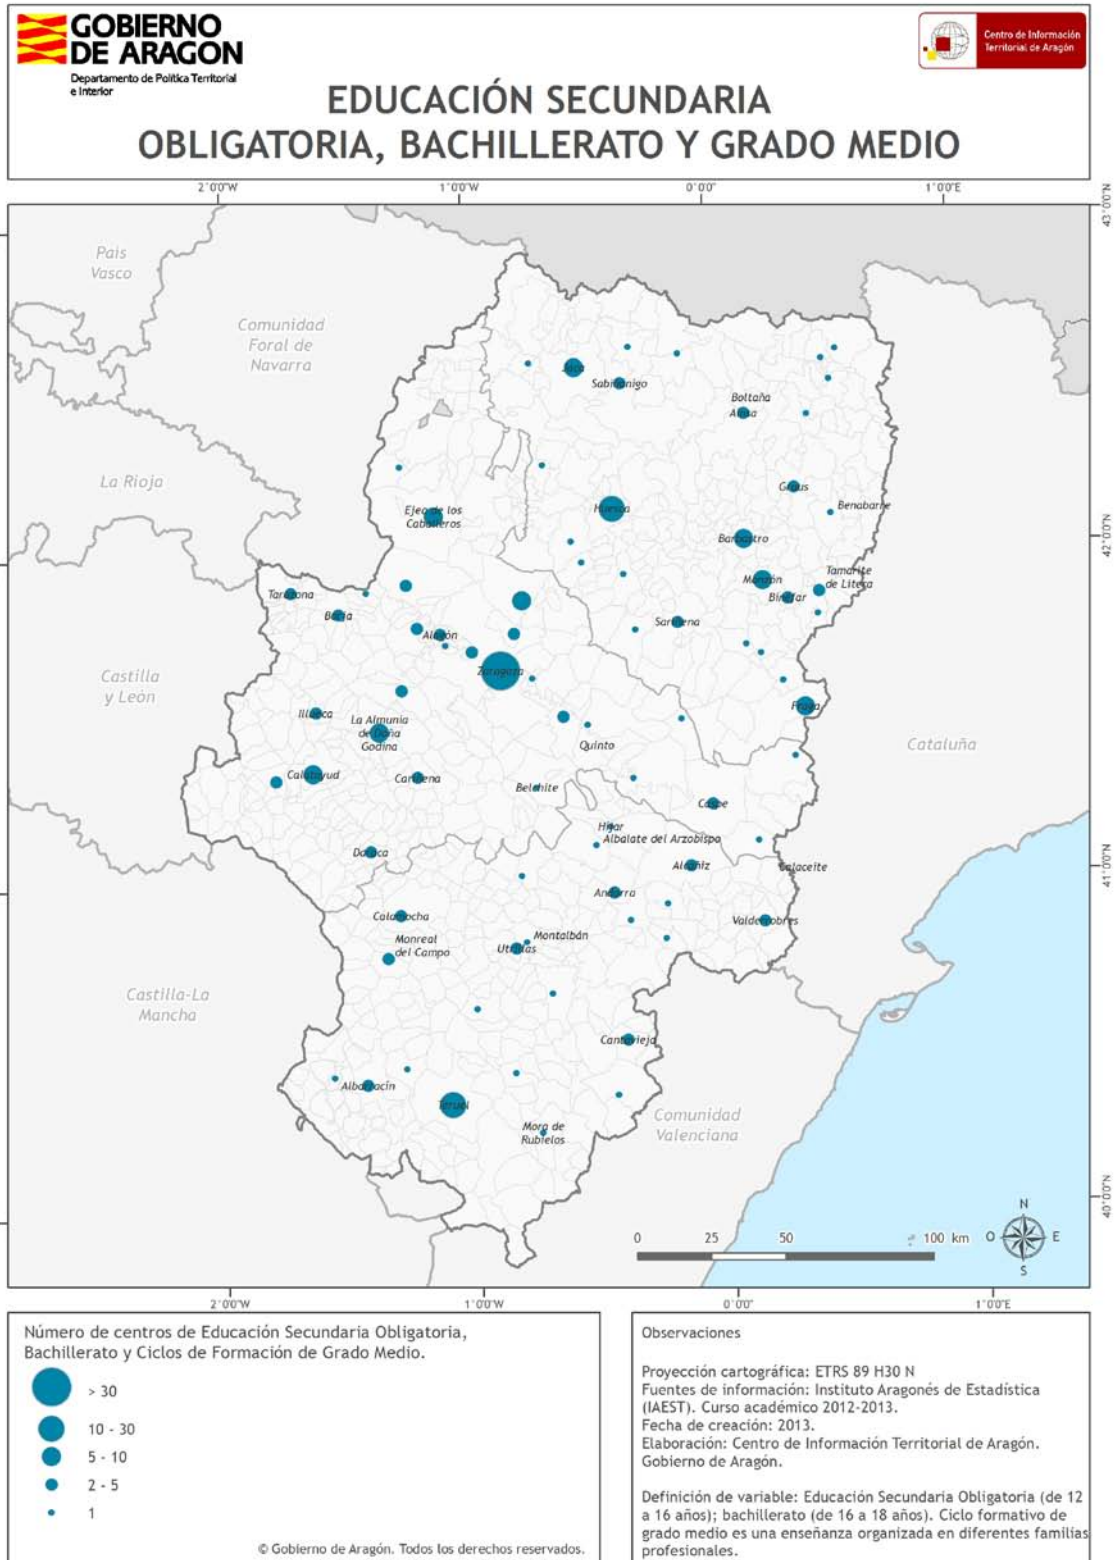 GOBIERNO
DE ARAGON
Departamento de Política Territorial
e Interior
Centro de Información
Territorial de Aragón
EDUCACIÓN SECUNDARIA
OBLIGATORIA, BACHILLERATO Y GRADO MEDIO
2°0'0"W
1°0'0"W
0°0'0"
1°0'0"E
43°0'0"N
País
Vasco
Comunidad
Foral de
Navarra
Jaca
Sabiñánigo
Boltaña
Aínsa
La Rioja
Graus
Benabarre
Ejea de los
Caballeros
Huesca
42°0'0"N
Barbastro
Tamarite
de Litera
Monzón
Binéfar
Tarazona
Borja
Sariñena
Alagón
Zaragoza
Castilla
y León
Fraga
Illueca
La Almunia
de Doña
Godina
Quinto
Cataluña
Calatayud
Cariñena
Belchite
Caspe
Híjar
Albalate del Arzobispo
Daroca
Alcañiz
Calaceite
41°0'0"N
Andorra
Calamocha
Valderrobres
Monreal
del Campo
Montalbán
Utrillas
Castilla-La
Mancha
Cantavieja
Albarracín
Teruel
Mora de
Rubielos
Comunidad
Valenciana
40°0'0"N
N
O
E
S
0
25
50
100 km
2°0'0"W
1°0'0"W
0°0'0"
1°0'0"E
Número de centros de Educación Secundaria Obligatoria,
Bachillerato y Ciclos de Formación de Grado Medio.
> 30
10 - 30
5 - 10
2 - 5
1
© Gobierno de Aragón. Todos los derechos reservados.
Observaciones
Proyección cartográfica: ETRS 89 H30 N
Fuentes de información: Instituto Aragonés de Estadística
(IAEST). Curso académico 2012-2013.
Fecha de creación: 2013.
Elaboración: Centro de Información Territorial de Aragón.
Gobierno de Aragón.
Definición de variable: Educación Secundaria Obligatoria (de 12
a 16 años); bachillerato (de 16 a 18 años). Ciclo formativo de
grado medio es una enseñanza organizada en diferentes familias
profesionales.